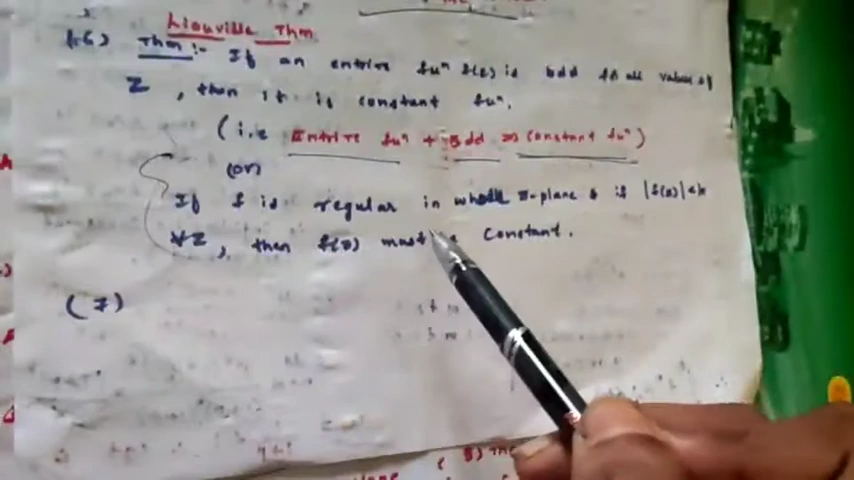 Liouville Thm
Thm :- If an entire fuⁿ f(z) is bdd for all values of
z , then it is constant fuⁿ.
(i.e Entire fuⁿ + Bdd => Constant fuⁿ)
(or)
If f is regular in whole z-plane & if |f(z)|<k
∀z , then f(z) must constant.
(7)